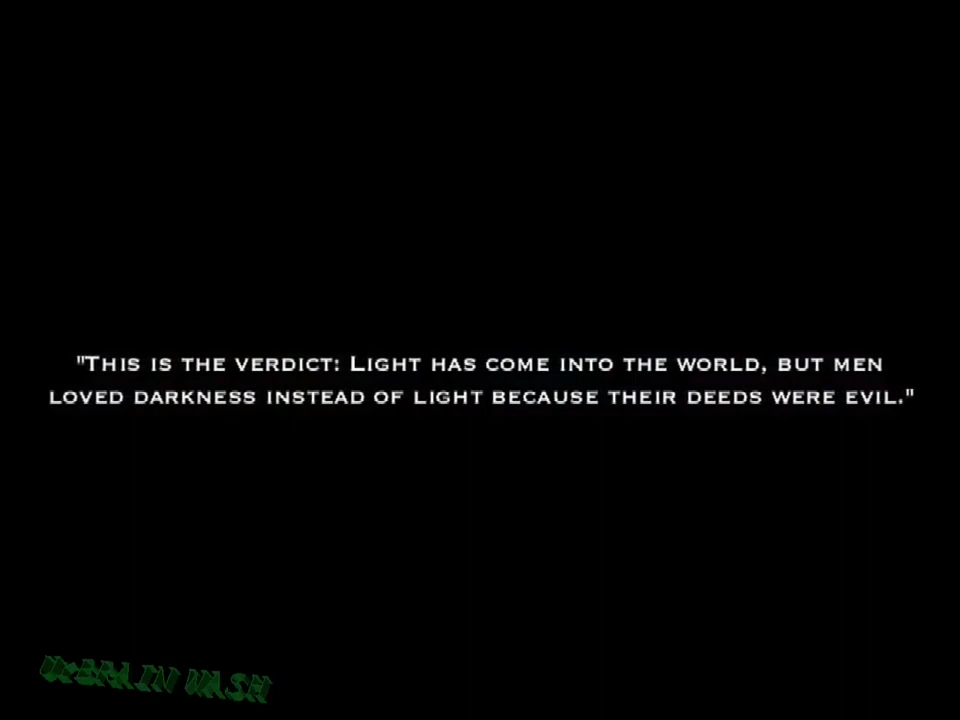 "This is the verdict: Light has come into the world, but men
loved darkness instead of light because their deeds were evil."
WASH